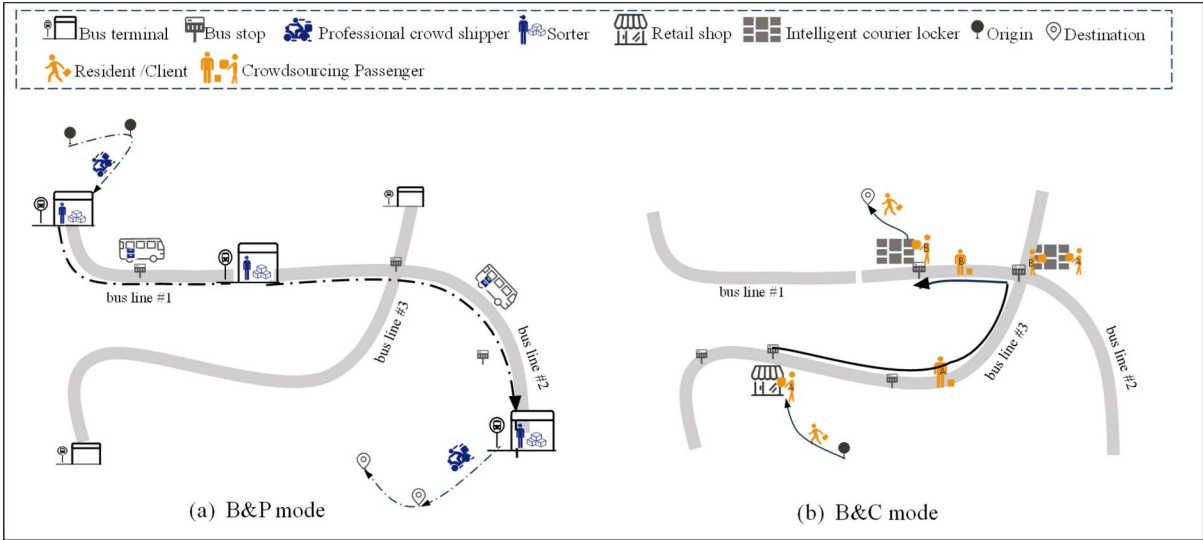 Bus terminal Bus stop Professional crowd shipper Sorter Retail shop Intelligent courier locker Origin Destination
Resident /Client Crowdsourcing Passenger
bus line #1
bus line #3
bus line #2
(a) B&P mode
B
B
B
A
bus line #1
bus line #3
bus line #2
A
A
(b) B&C mode